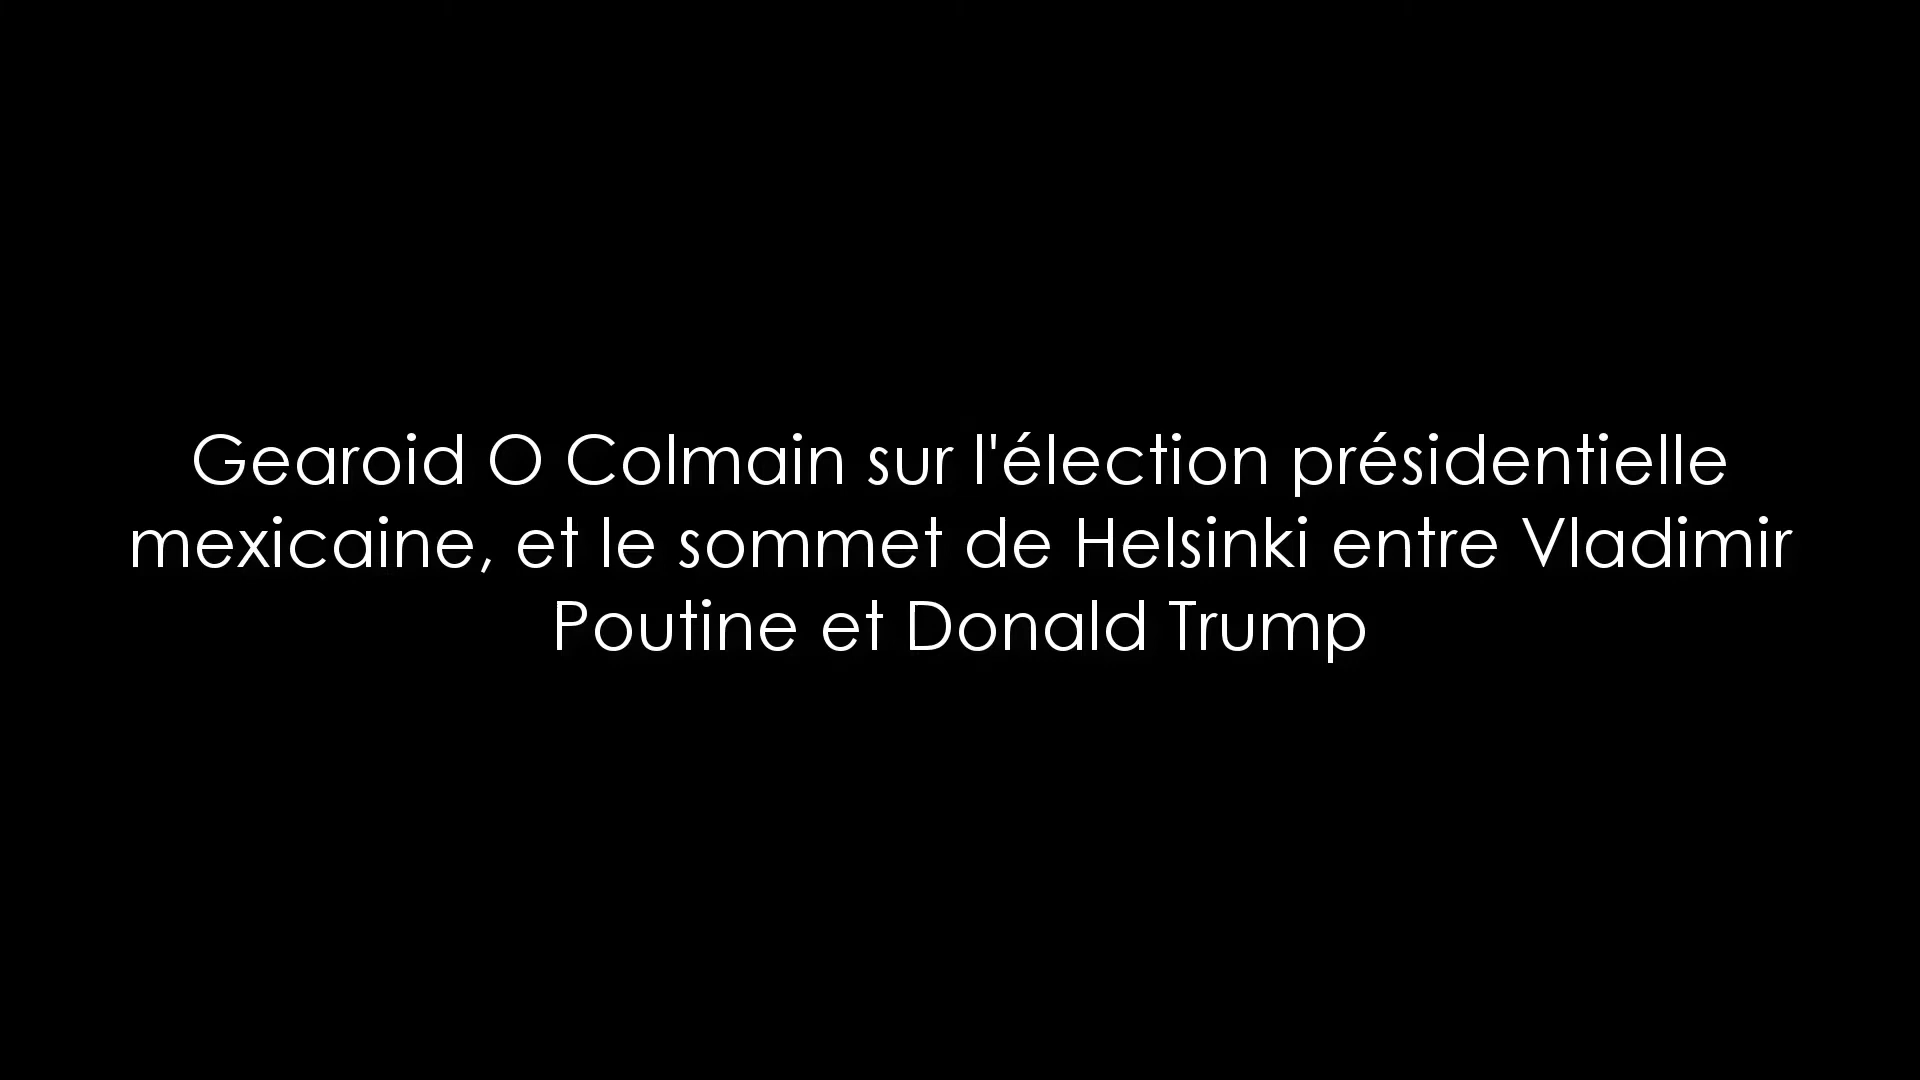 Gearoid O Colmain sur l'élection présidentielle
mexicaine, et le sommet de Helsinki entre Vladimir
Poutine et Donald Trump